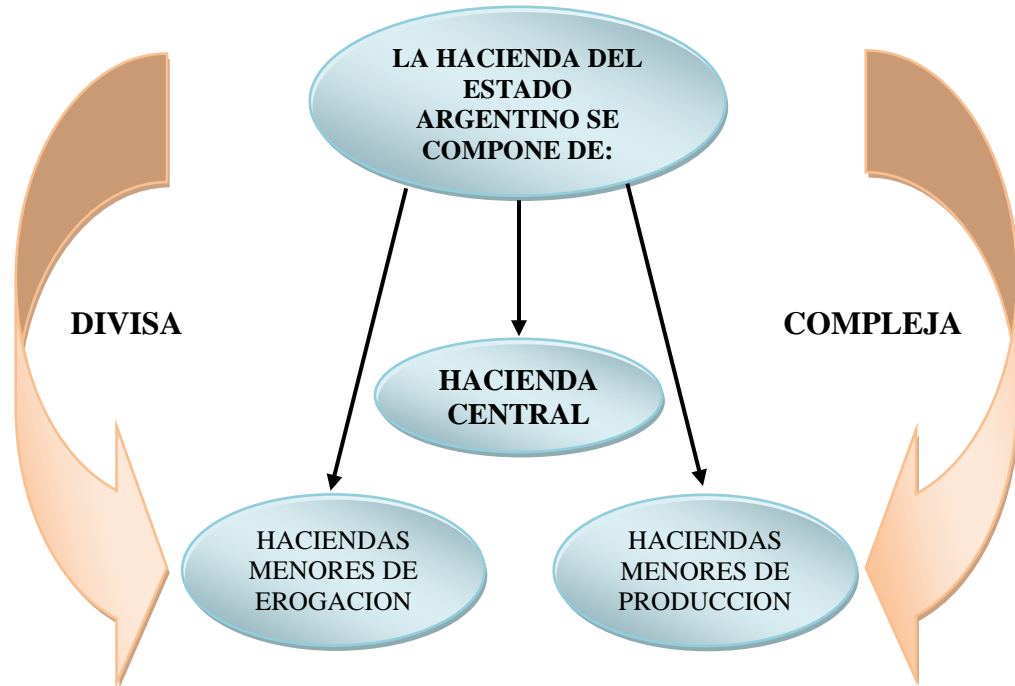 LA HACIENDA DEL
ESTADO
ARGENTINO SE
COMPONE DE:
DIVISA
COMPLEJA
HACIENDA
CENTRAL
HACIENDAS
MENORES DE
EROGACION
HACIENDAS
MENORES DE
PRODUCCION